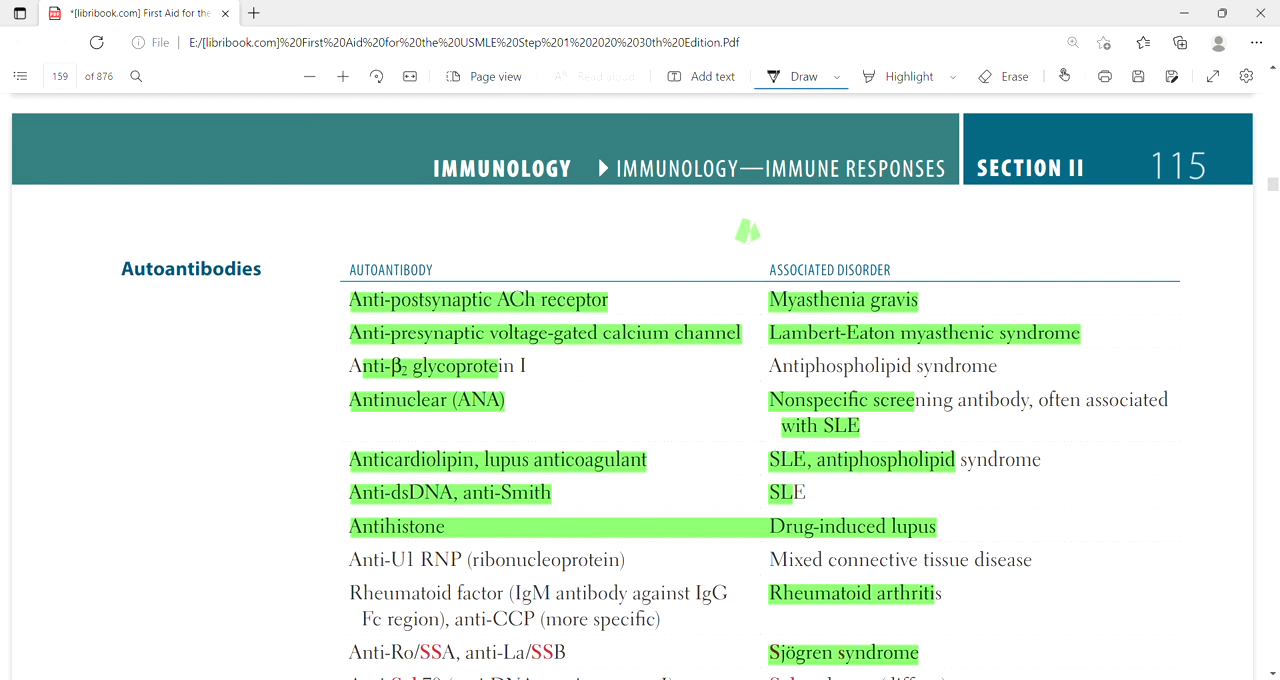 *[libribook.com] First Aid for the
File E:/[libribook.com]%20First%20Aid%20for%20the%20USMLE%20Step%201%202020%2030th%20Edition.Pdf
159 of 876 Page view Read aloud Add text Draw Highlight Erase
IMMUNOLOGY IMMUNOLOGY—IMMUNE RESPONSES SECTION II 115
Autoantibodies AUTOANTIBODY ASSOCIATED DISORDER
Anti-postsynaptic ACh receptor Myasthenia gravis
Anti-presynaptic voltage-gated calcium channel Lambert-Eaton myasthenic syndrome
Anti-β2 glycoprotein I Antiphospholipid syndrome
Antinuclear (ANA) Nonspecific screening antibody, often associated
with SLE
Anticardiolipin, lupus anticoagulant SLE, antiphospholipid syndrome
Anti-dsDNA, anti-Smith SLE
Antihistone Drug-induced lupus
Anti-U1 RNP (ribonucleoprotein) Mixed connective tissue disease
Rheumatoid factor (IgM antibody against IgG Rheumatoid arthritis
Fc region), anti-CCP (more specific)
Anti-Ro/SSA, anti-La/SSB Sjögren syndrome